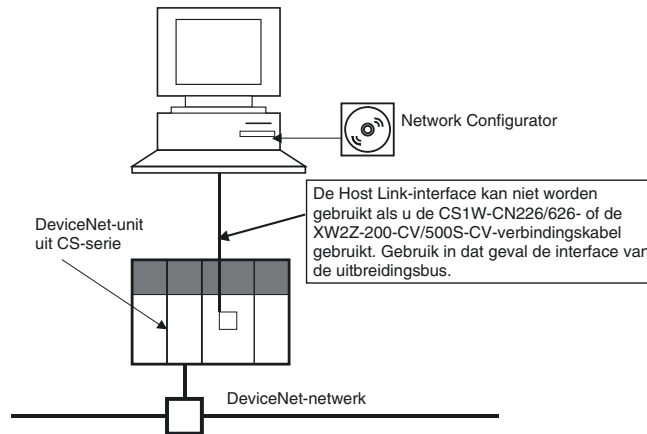 Network Configurator
De Host Link-interface kan niet worden
gebruikt als u de CS1W-CN226/626- of de
XW2Z-200-CV/500S-CV-verbindingskabel
gebruikt. Gebruik in dat geval de interface van
de uitbreidingsbus.
DeviceNet-unit
uit CS-serie
DeviceNet-netwerk